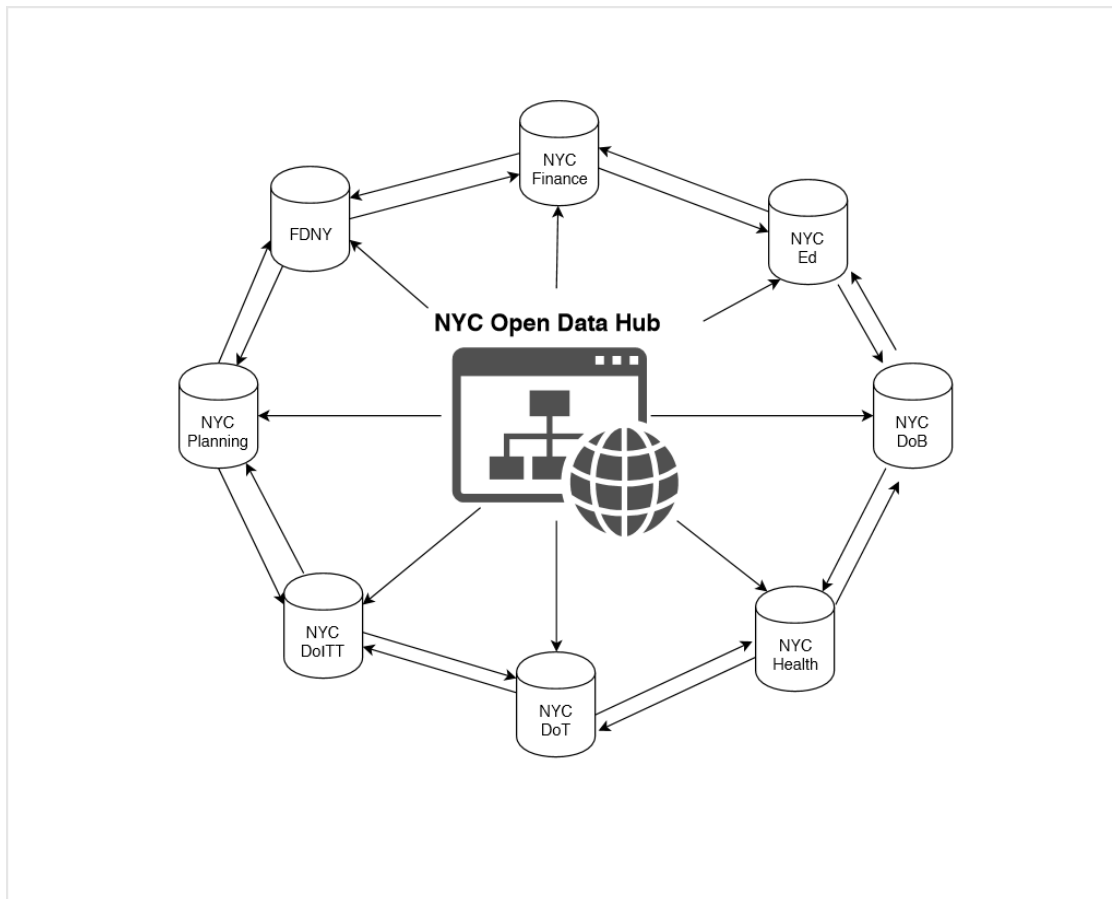 NYC
Finance
FDNY
NYC
Ed
NYC Open Data Hub
NYC
Planning
NYC
DoB
NYC
DoITT
NYC
Health
NYC
DoT